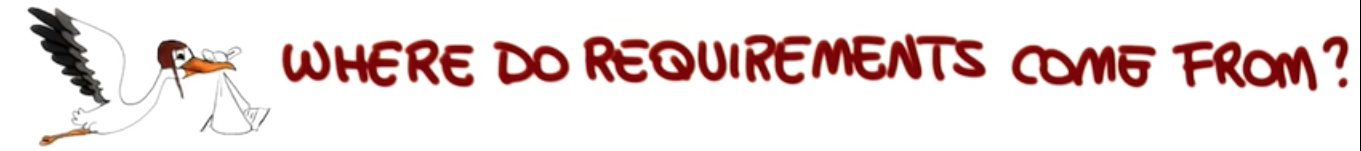 WHERE DO REQUIREMENTS COME FROM?